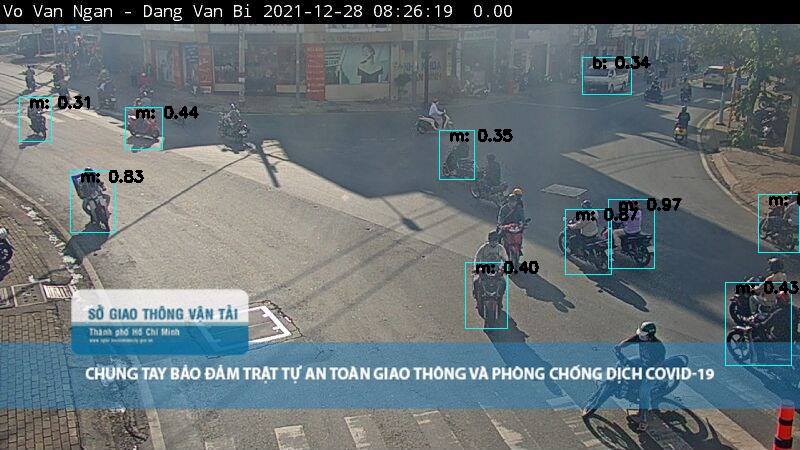 Vo Van Ngan - Dang Van Bi 2021-12-28 08:26:19 0.00
b: 0.34
m: 0.31
m: 0.44
m: 0.35
m: 0.83
m: 0.97
m: 0.87
m:
m: 0.40
m: 0.43
SỞ GIAO THÔNG VẬN TẢI
Thành phố Hồ Chí Minh
CHUNG TAY BẢO ĐẢM TRẬT TỰ AN TOÀN GIAO THÔNG VÀ PHÒNG CHỐNG DỊCH COVID-19